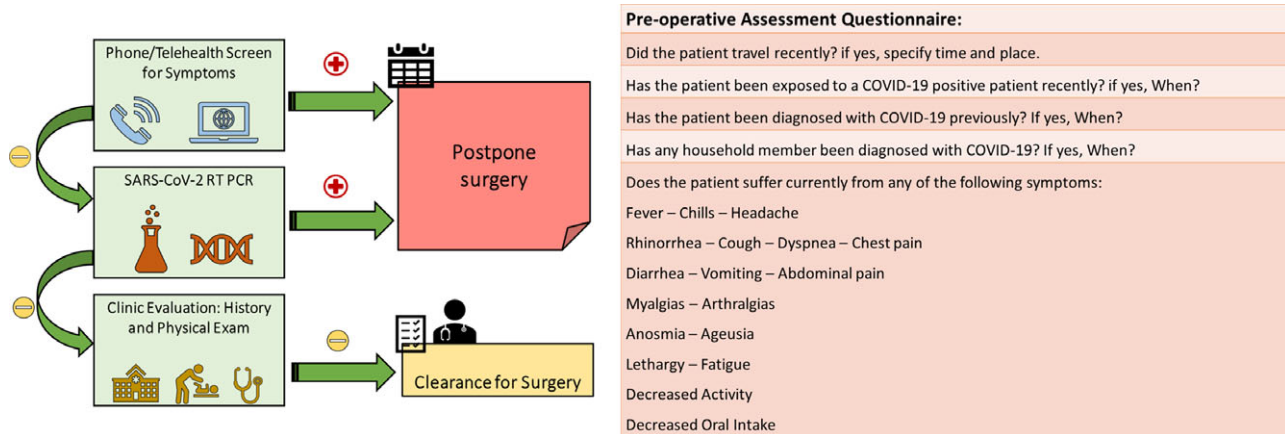 Phone/Telehealth Screen
for Symptoms
SARS-CoV-2 RT PCR
Clinic Evaluation: History
and Physical Exam
Postpone
surgery
Clearance for Surgery
Pre-operative Assessment Questionnaire:
Did the patient travel recently? if yes, specify time and place.
Has the patient been exposed to a COVID-19 positive patient recently? if yes, When?
Has the patient been diagnosed with COVID-19 previously? If yes, When?
Has any household member been diagnosed with COVID-19? If yes, When?
Does the patient suffer currently from any of the following symptoms:
Fever – Chills – Headache
Rhinorrhea – Cough – Dyspnea – Chest pain
Diarrhea – Vomiting – Abdominal pain
Myalgias – Arthralgias
Anosmia – Ageusia
Lethargy – Fatigue
Decreased Activity
Decreased Oral Intake